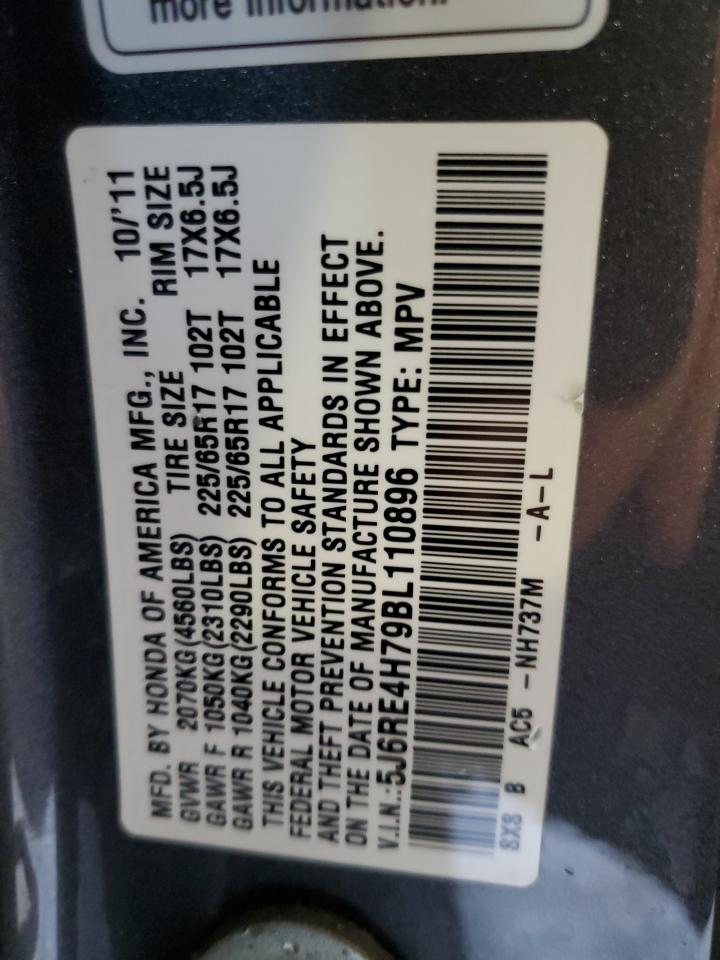 more information.
MFD. BY HONDA OF AMERICA MFG., INC. 10/'11
GVWR 2070KG(4560LBS) TIRE SIZE RIM SIZE
GAWR F 1050KG(2310LBS) 225/65R17 102T 17X6.5J
GAWR R 1040KG(2290LBS) 225/65R17 102T 17X6.5J
THIS VEHICLE CONFORMS TO ALL APPLICABLE
FEDERAL MOTOR VEHICLE SAFETY
AND THEFT PREVENTION STANDARDS IN EFFECT
ON THE DATE OF MANUFACTURE SHOWN ABOVE.
V.I.N.:5J6RE4H79BL110896 TYPE: MPV
8X8 B AC5 -NH737M -A-L